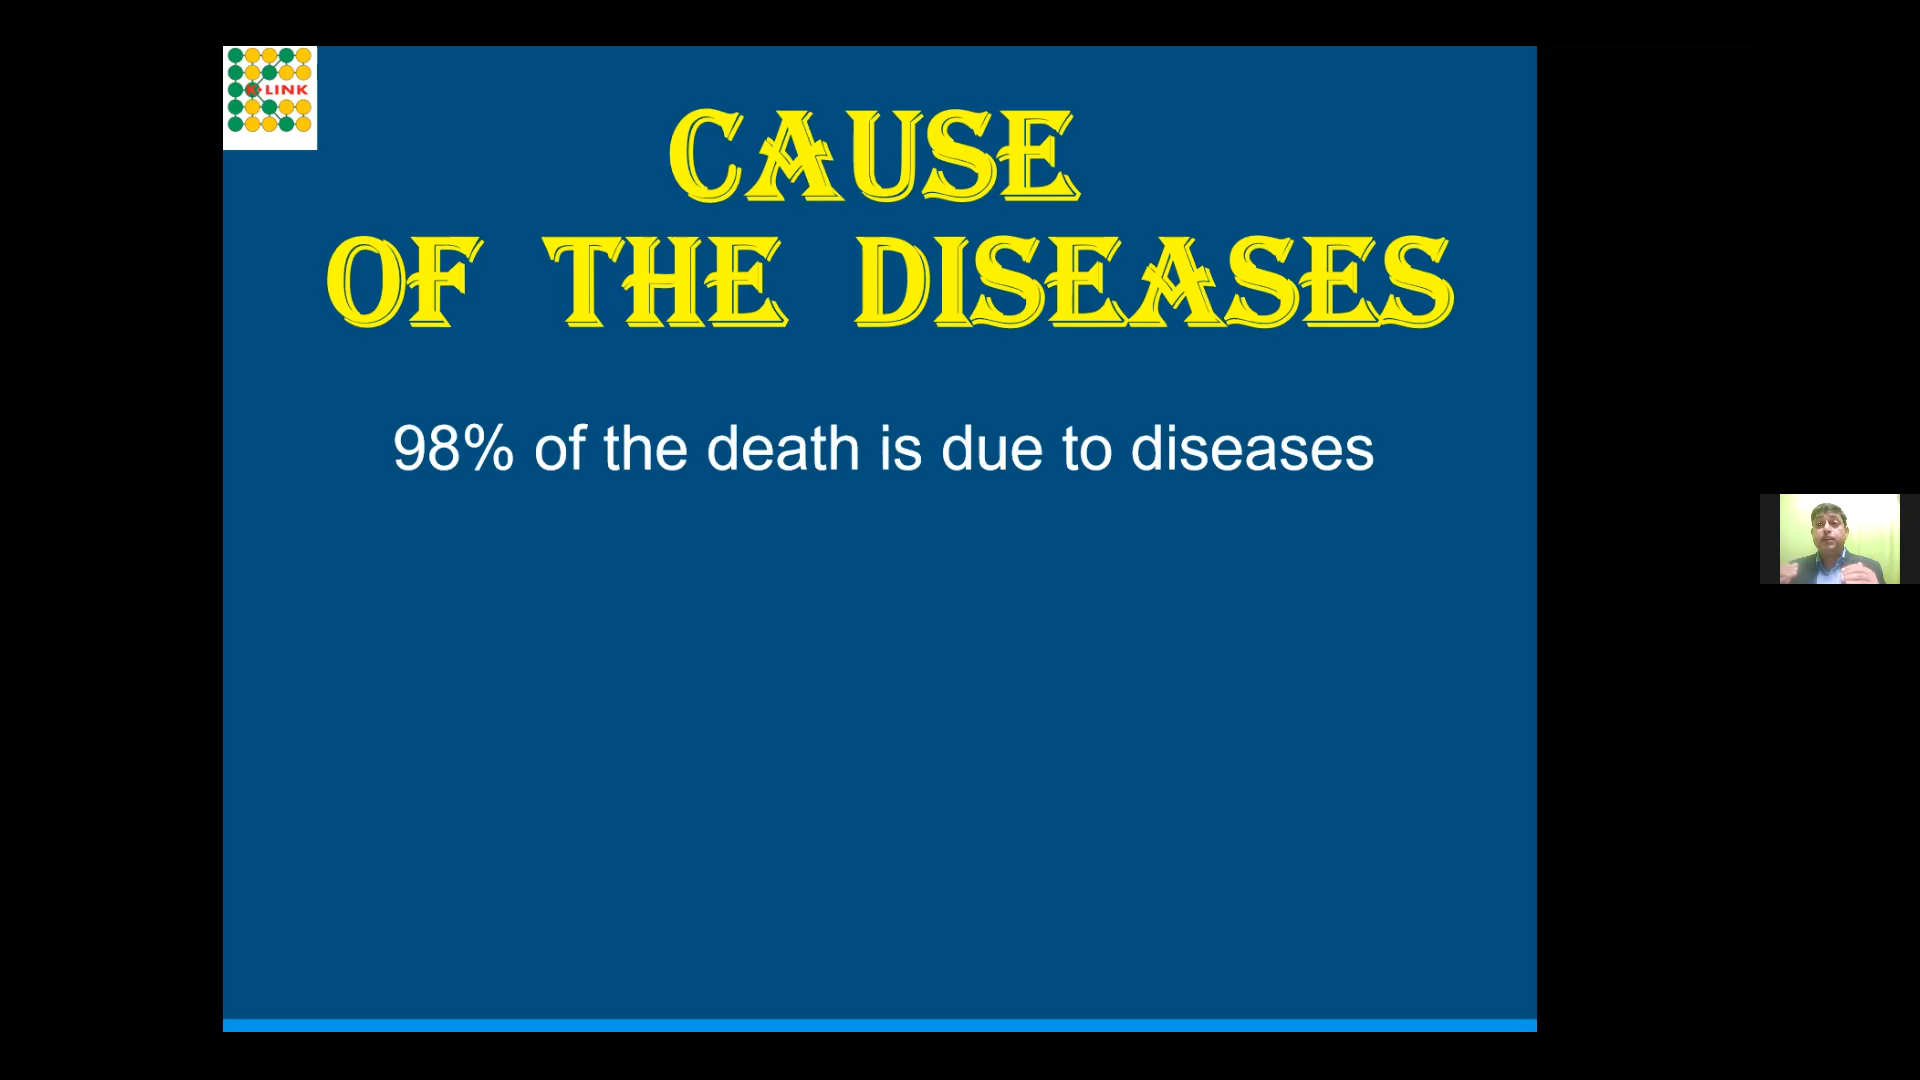 K-LINK
CAUSE
OF THE DISEASES
98% of the death is due to diseases